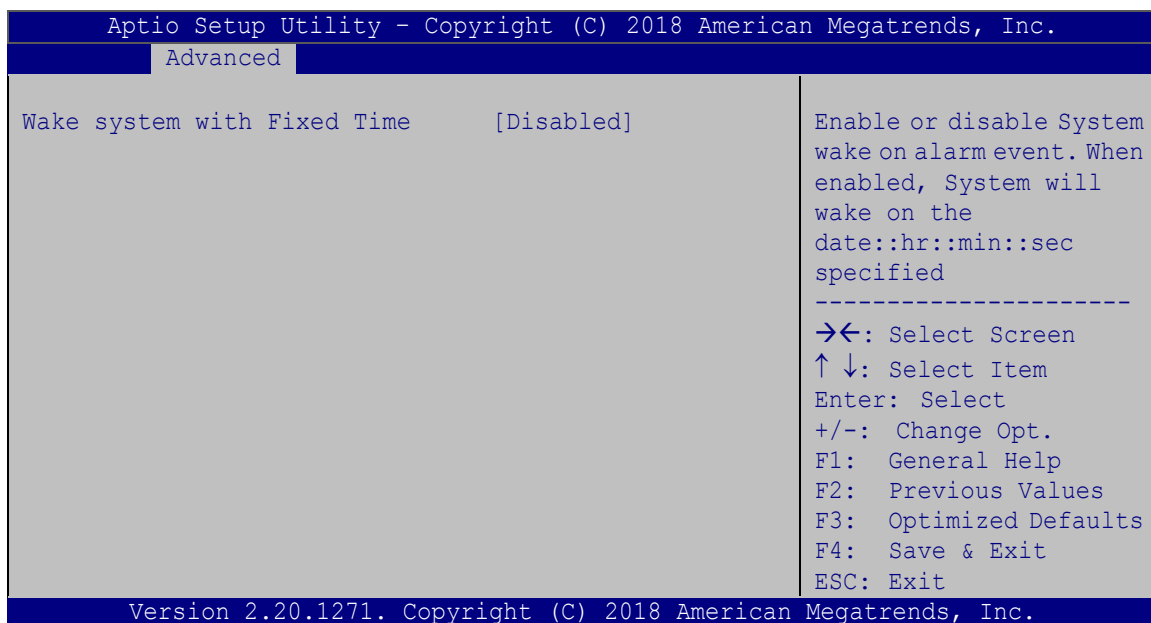 Aptio Setup Utility – Copyright (C) 2018 American Megatrends, Inc.
Advanced
Wake system with Fixed Time [Disabled]
Enable or disable System
wake on alarm event. When
enabled, System will
wake on the
date::hr::min::sec
specified
----------------------
→←: Select Screen
↑ ↓: Select Item
Enter: Select
+/-: Change Opt.
F1: General Help
F2: Previous Values
F3: Optimized Defaults
F4: Save & Exit
ESC: Exit
Version 2.20.1271. Copyright (C) 2018 American Megatrends, Inc.